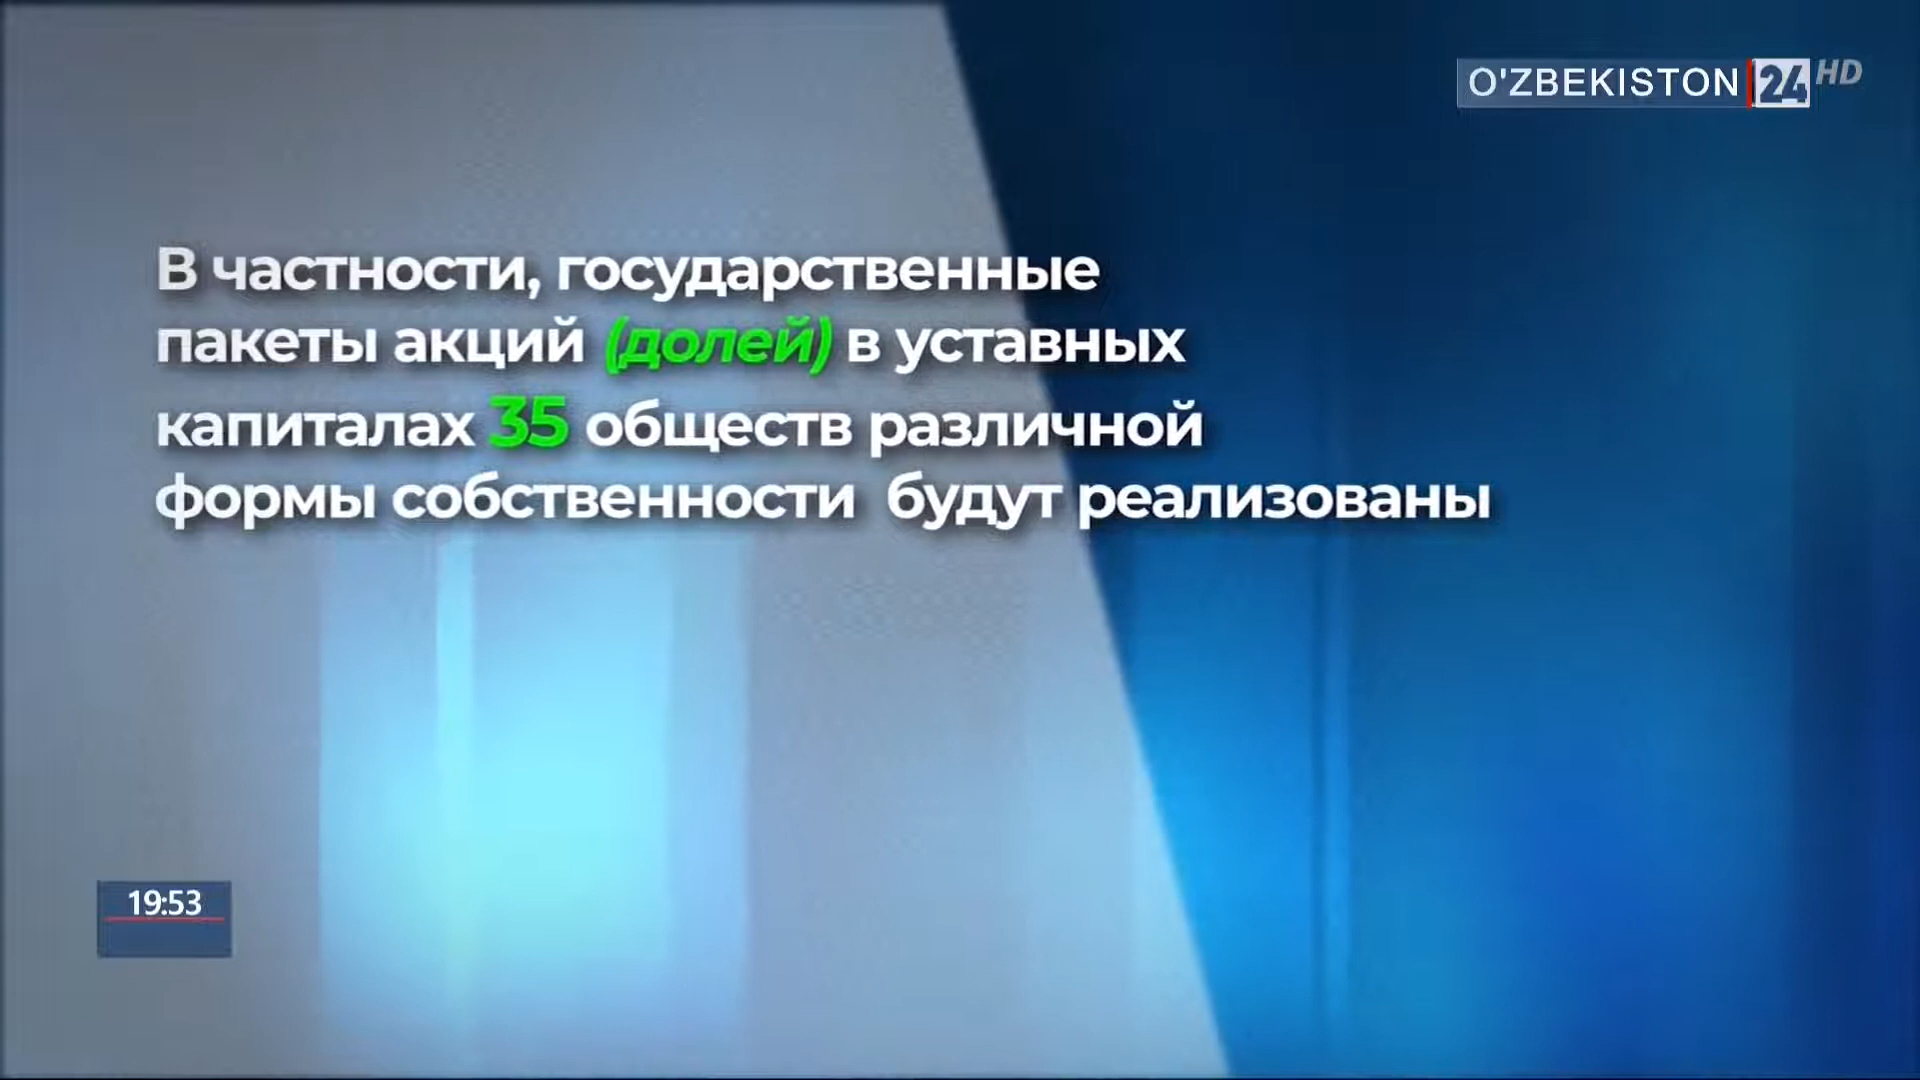 O'ZBEKISTON 24 HD
В частности, государственные
пакеты акций (долей) в уставных
капиталах 35 обществ различной
формы собственности будут реализованы
19:53